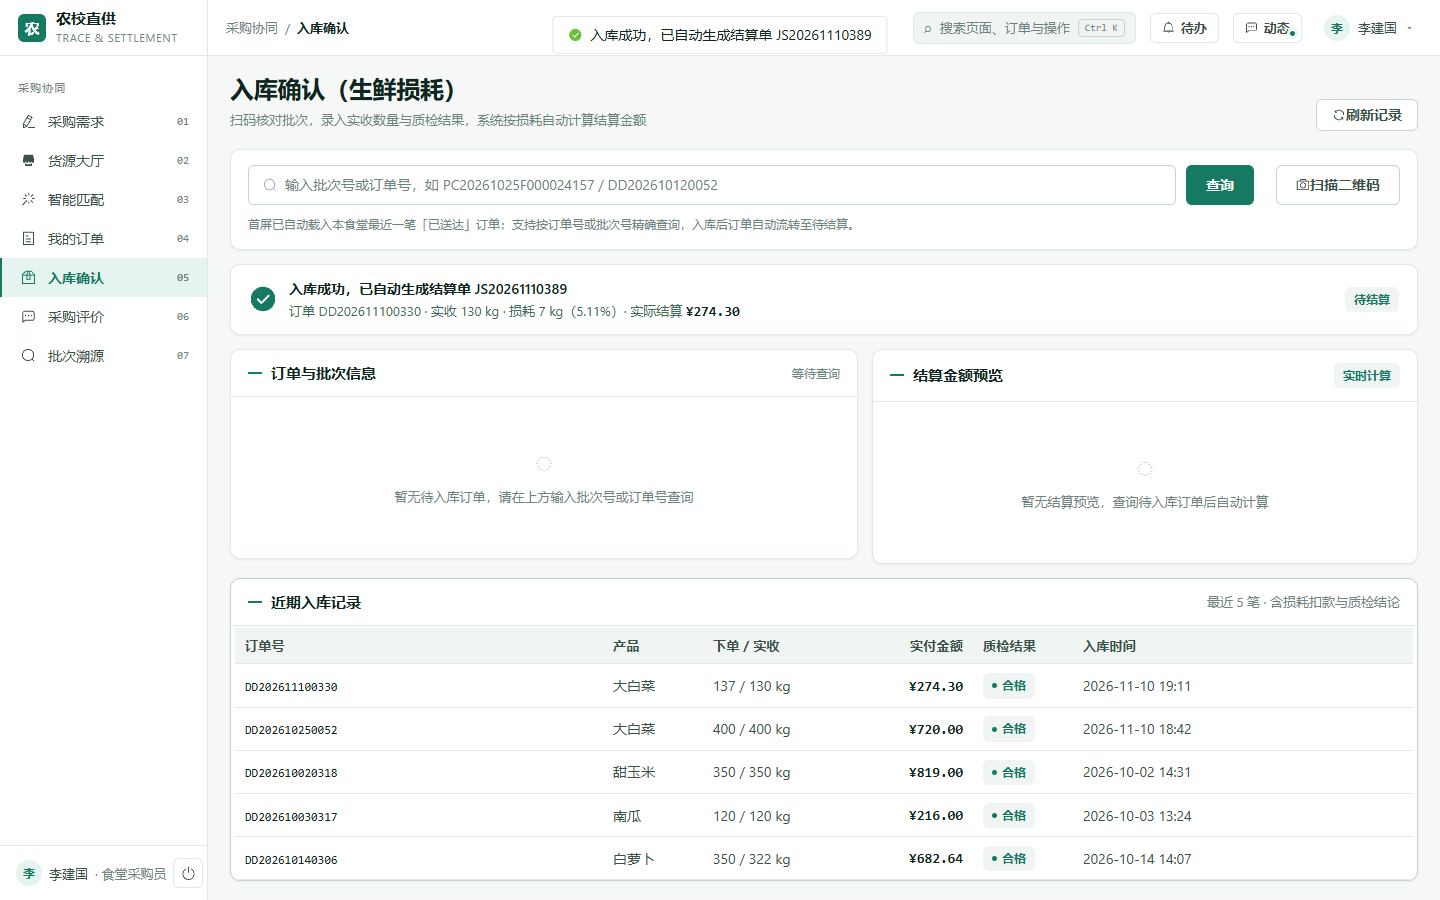 农
农校直供
TRACE & SETTLEMENT
采购协同 / 入库确认
入库成功，已自动生成结算单 JS20261110389
搜索页面、订单与操作 Ctrl K
待办
动态
李 李建国
采购协同
采购需求 01
货源大厅 02
智能匹配 03
我的订单 04
入库确认 05
采购评价 06
批次溯源 07
入库确认（生鲜损耗）
扫码核对批次，录入实收数量与质检结果，系统按损耗自动计算结算金额
刷新记录
输入批次号或订单号，如 PC20261025F000024157 / DD202610120052
查询
扫描二维码
首屏已自动载入本食堂最近一笔「已送达」订单；支持按订单号或批次号精确查询，入库后订单自动流转至待结算。
入库成功，已自动生成结算单 JS20261110389
订单 DD202611100330 · 实收 130 kg · 损耗 7 kg（5.11%）· 实际结算 ¥274.30
待结算
订单与批次信息 等待查询
暂无待入库订单，请在上方输入批次号或订单号查询
结算金额预览 实时计算
暂无结算预览，查询待入库订单后自动计算
近期入库记录 最近 5 笔 · 含损耗扣款与质检结论
订单号 产品 下单 / 实收 实付金额 质检结果 入库时间
DD202611100330 大白菜 137 / 130 kg ¥274.30 合格 2026-11-10 19:11
DD202610250052 大白菜 400 / 400 kg ¥720.00 合格 2026-11-10 18:42
DD202610020318 甜玉米 350 / 350 kg ¥819.00 合格 2026-10-02 14:31
DD202610030317 南瓜 120 / 120 kg ¥216.00 合格 2026-10-03 13:24
DD202610140306 白萝卜 350 / 322 kg ¥682.64 合格 2026-10-14 14:07
李 李建国 · 食堂采购员